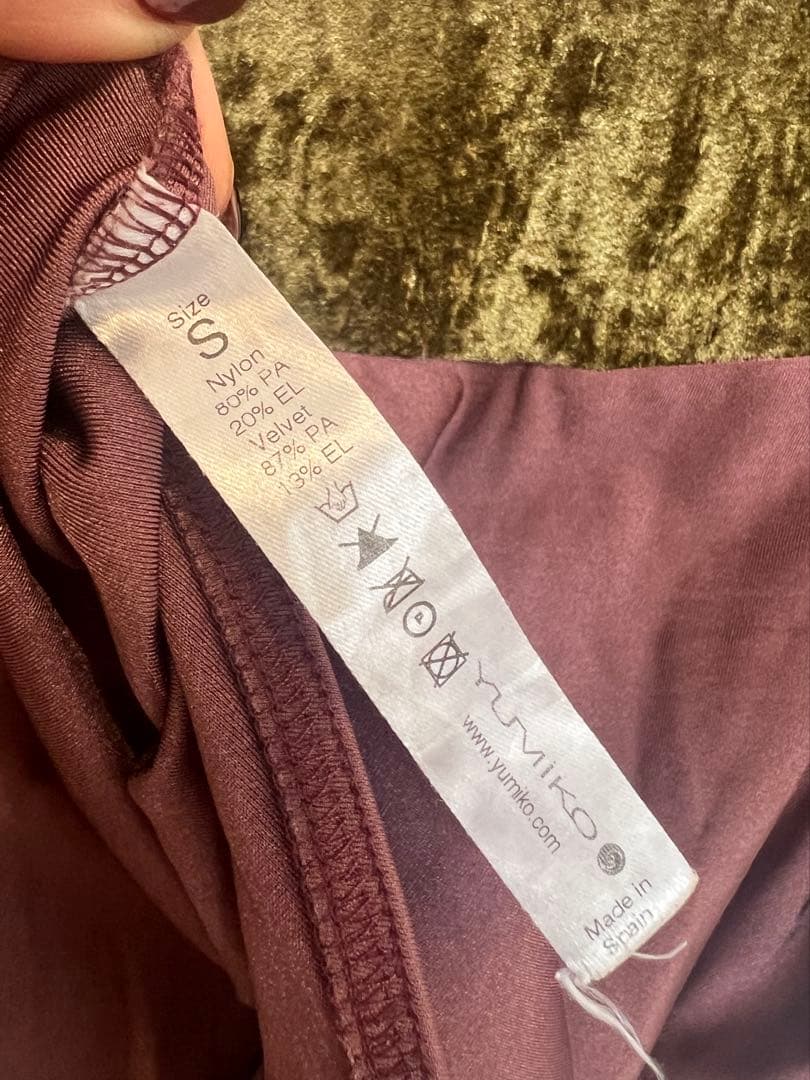 Size
S
Nylon
80% PA
20% EL
Velvet
87% PA
13% EL
P
YUMIKO
www.yumiko.com
Made in
Spain